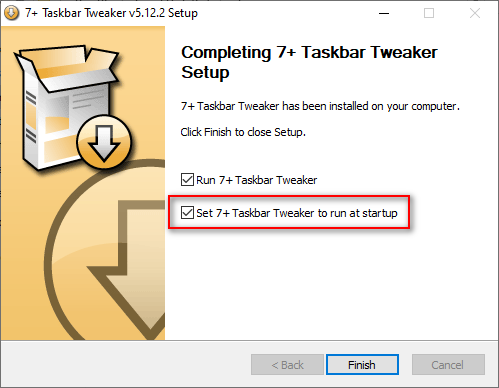 7+ Taskbar Tweaker v5.12.2 Setup
Completing 7+ Taskbar Tweaker
Setup
7+ Taskbar Tweaker has been installed on your computer.
Click Finish to close Setup.
Run 7+ Taskbar Tweaker
Set 7+ Taskbar Tweaker to run at startup
< Back
Finish
Cancel